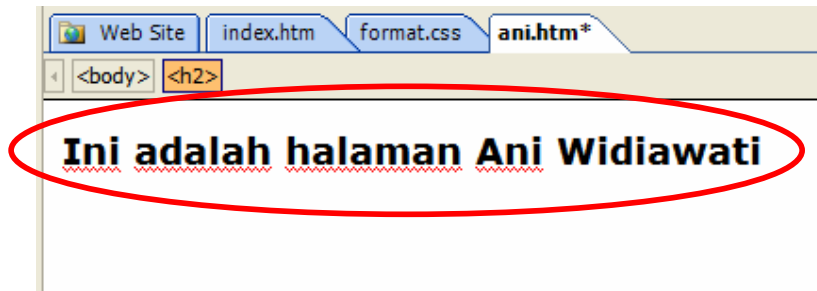 Web Site index.htm format.css ani.htm*
<body> <h2>
Ini adalah halaman Ani Widiawati